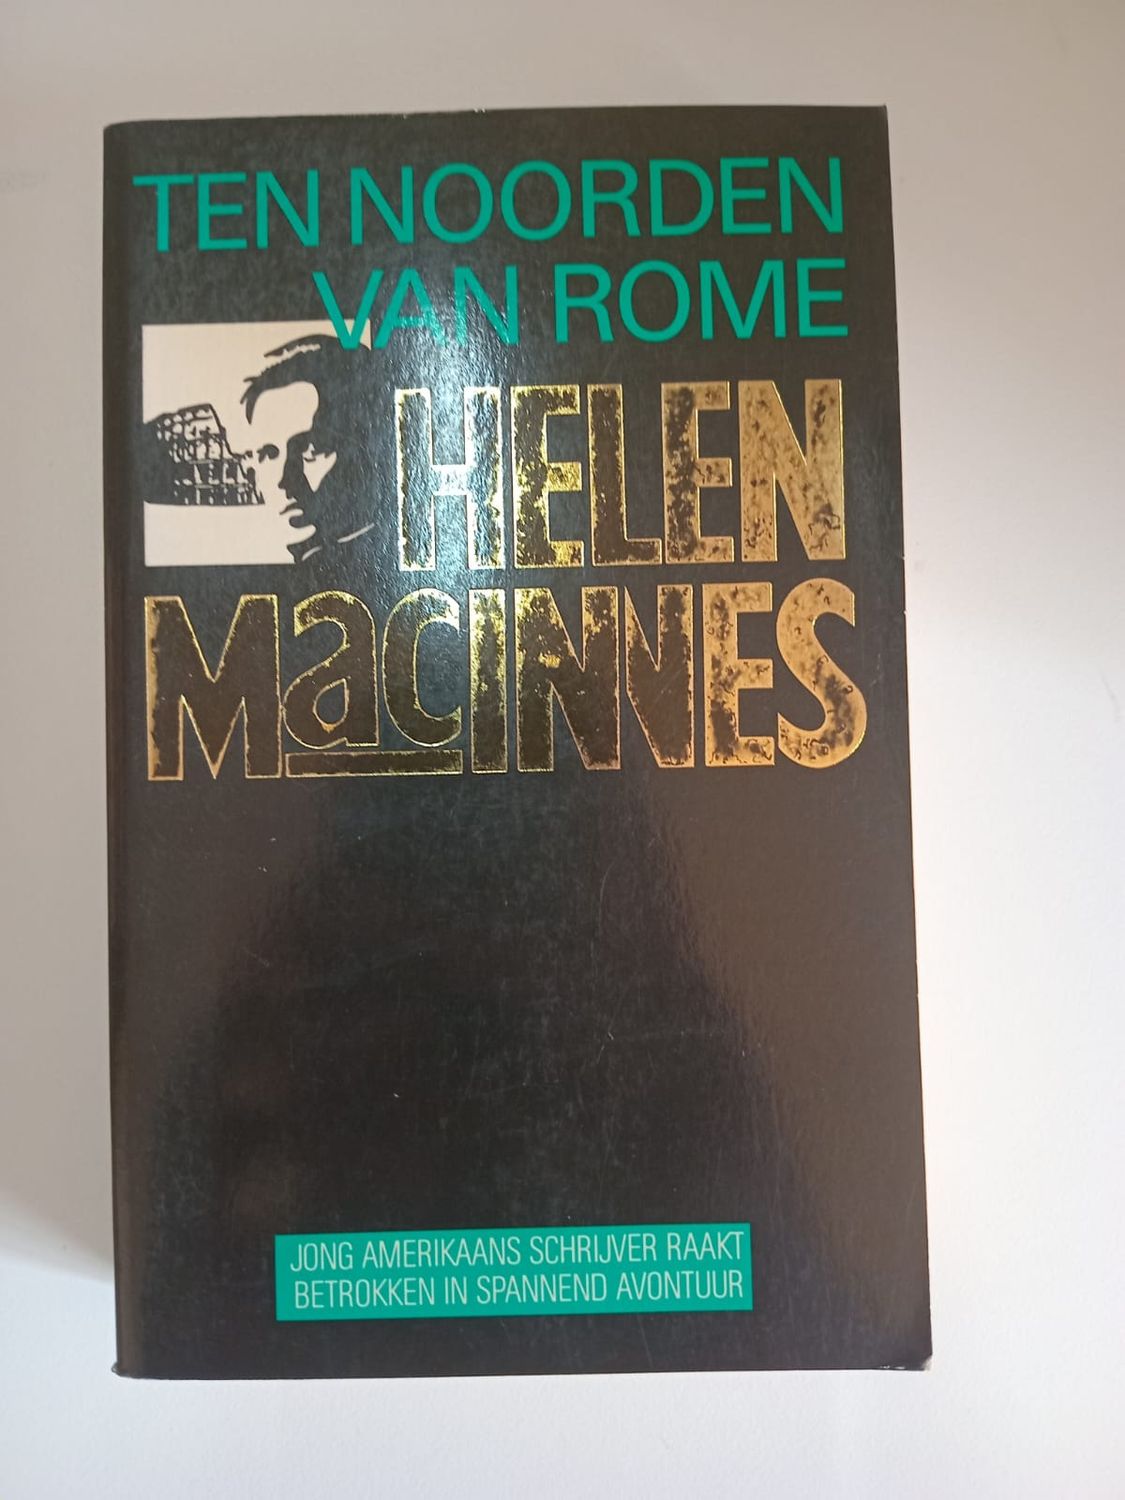 TEN NOORDEN
VAN ROME
HELEN
MacINNES
JONG AMERIKAANS SCHRIJVER RAAKT
BETROKKEN IN SPANNEND AVONTUUR